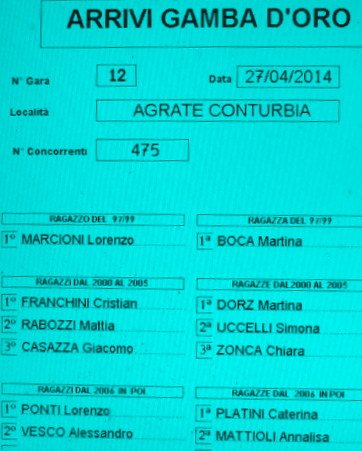 ARRIVI GAMBA D'ORO
N° Gara 12 Data 27/04/2014
Località AGRATE CONTURBIA
N° Concorrenti 475
RAGAZZO DEL 97/99 RAGAZZA DEL 97/99
1° MARCIONI Lorenzo 1ª BOCA Martina
RAGAZZI DAL 2000 AL 2005 RAGAZZE DAL 2000 AL 2005
1° FRANCHINI Cristian 1ª DORZ Martina
2° RABOZZI Mattia 2ª UCCELLI Simona
3° CASAZZA Giacomo 3ª ZONCA Chiara
RAGAZZI DAL 2006 IN POI RAGAZZE DAL 2006 IN POI
1° PONTI Lorenzo 1ª PLATINI Caterina
2° VESCO Alessandro 2ª MATTIOLI Annalisa